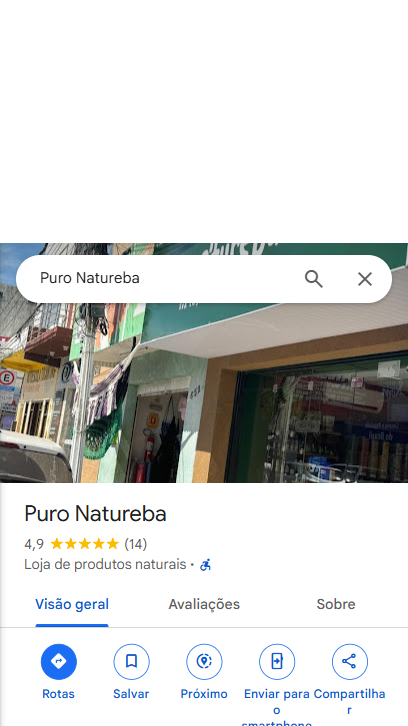 Puro Natureba
Puro Natureba
4,9 (14)
Loja de produtos naturais ·
Visão geral
Avaliações
Sobre
Rotas
Salvar
Próximo
Enviar para o smartphone
Compartilhar